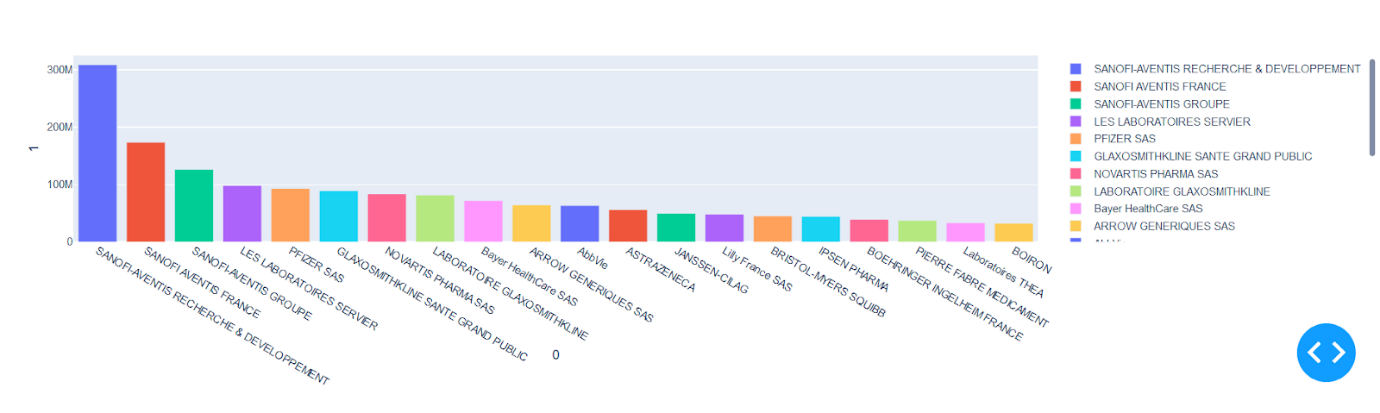 300M
200M
100M
0
1
SANOFI-AVENTIS RECHERCHE & DEVELOPPEMENT
SANOFI AVENTIS FRANCE
SANOFI-AVENTIS GROUPE
LES LABORATOIRES SERVIER
PFIZER SAS
GLAXOSMITHKLINE SANTE GRAND PUBLIC
NOVARTIS PHARMA SAS
LABORATOIRE GLAXOSMITHKLINE
Bayer HealthCare SAS
ARROW GENERIQUES SAS
AbbVie
ASTRAZENECA
JANSSEN-CILAG
Lilly France SAS
BRISTOL-MYERS SQUIBB
IPSEN PHARMA
BOEHRINGER INGELHEIM FRANCE
PIERRE FABRE MEDICAMENT
Laboratoires THEA
BOIRON
0
SANOFI-AVENTIS RECHERCHE & DEVELOPPEMENT
SANOFI AVENTIS FRANCE
SANOFI-AVENTIS GROUPE
LES LABORATOIRES SERVIER
PFIZER SAS
GLAXOSMITHKLINE SANTE GRAND PUBLIC
NOVARTIS PHARMA SAS
LABORATOIRE GLAXOSMITHKLINE
Bayer HealthCare SAS
ARROW GENERIQUES SAS